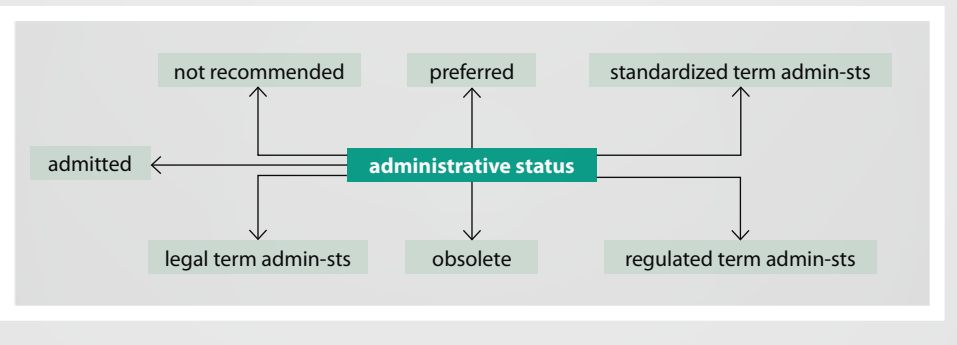 not recommended
preferred
standardized term admin-sts
admitted
administrative status
legal term admin-sts
obsolete
regulated term admin-sts